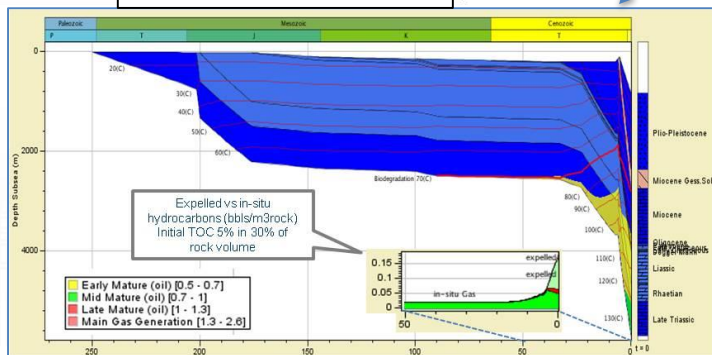 Paleozoic Mesozoic Cenozoic
P T J K T
0
2000
4000
Depth Subsea (m)
20(C)
30(C)
40(C)
50(C)
60(C)
Biodegradation 70(C)
80(C)
90(C)
100(C)
110(C)
120(C)
130(C)
Expelled vs in-situ
hydrocarbons (bbls/m3rock)
Initial TOC 5% in 30% of
rock volume
Early Mature (oil) [0.5 - 0.7]
Mid Mature (oil) [0.7 - 1]
Late Mature (oil) [1 - 1.3]
Main Gas Generation [1.3 - 2.6]
0.15
0.1
0.05
0
expelled
expelled
in-situ Gas
50 0
250 200 150 100 50 t = 0
Plio-Pleistocene
Miocene Gess.Sol
Miocene
Oligocene
Liassic
Rhaetian
Late Triassic